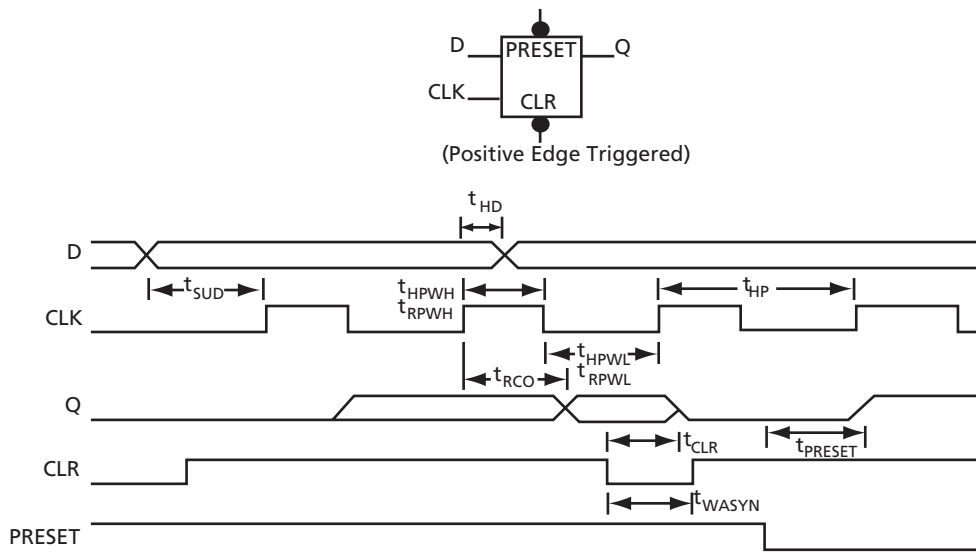 D PRESET Q
CLK
CLR
(Positive Edge Triggered)
tHD
D
tSUD tHPWH tHP
tRPWH
CLK
tHPWL
tRCO tRPWL
Q
tCLR tPRESET
CLR
tWASYN
PRESET